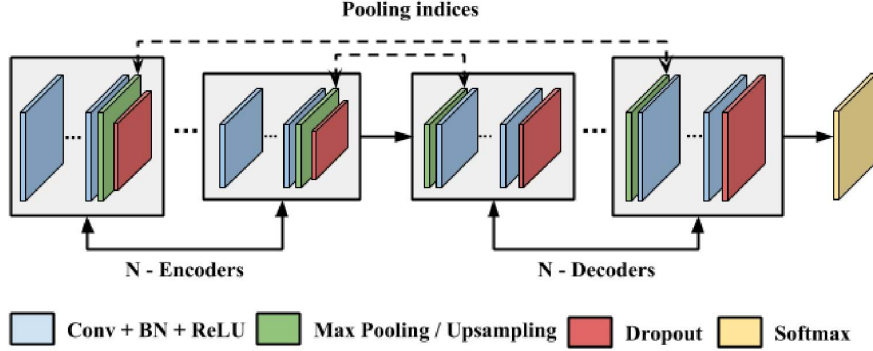 Pooling indices
... ... ... ... ... ...
N - Encoders
N - Decoders
Conv + BN + ReLU
Max Pooling / Upsampling
Dropout
Softmax